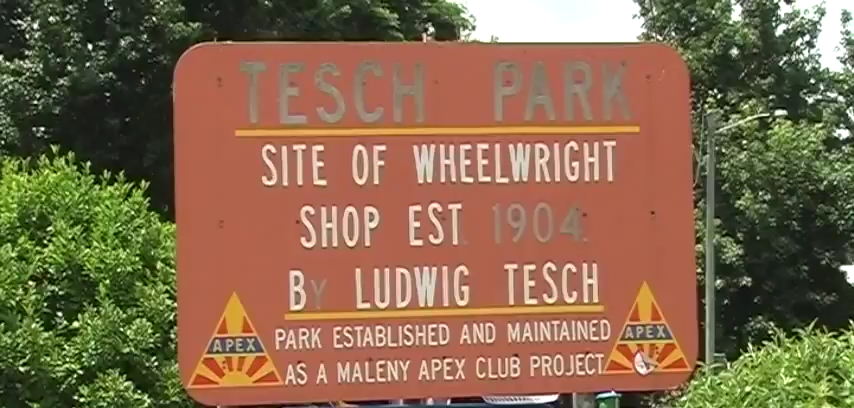 TESCH PARK
SITE OF WHEELWRIGHT
SHOP EST. 1904.
By LUDWIG TESCH
PARK ESTABLISHED AND MAINTAINED
AS A MALENY APEX CLUB PROJECT
APEX
APEX